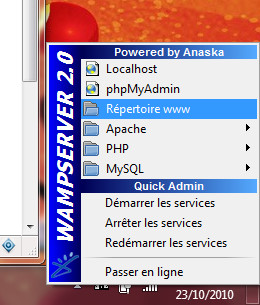 Powered by Anaska
Localhost
phpMyAdmin
Répertoire www
Apache
PHP
MySQL
Quick Admin
Démarrer les services
Arrêter les services
Redémarrer les services
Passer en ligne
WAMPSERVER 2.0
23/10/2010